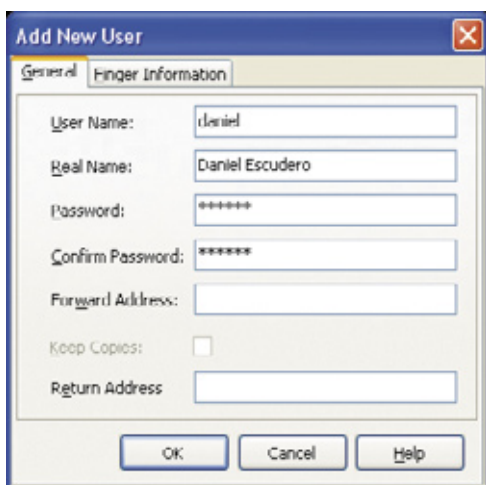 Add New User
General Finger Information
User Name: daniel
Real Name: Daniel Escudero
Password: ******
Confirm Password: ******
Forward Address:
Keep Copies:
Return Address
OK Cancel Help